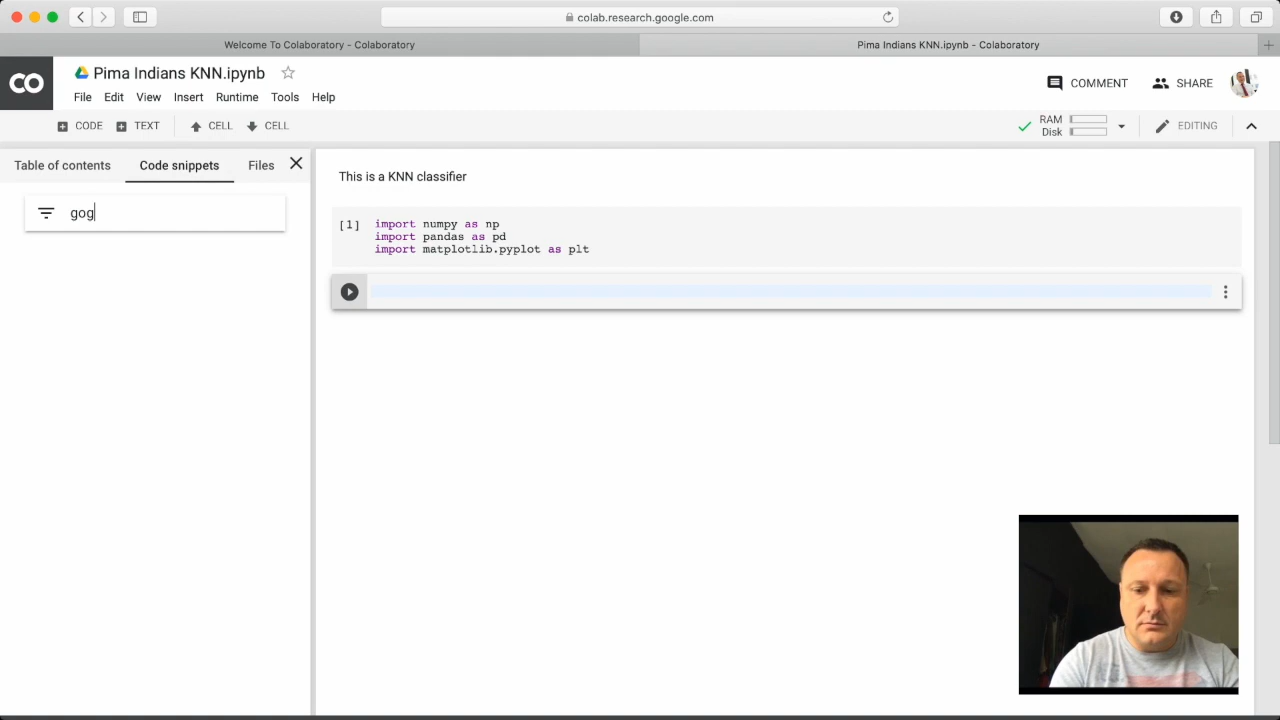 colab.research.google.com
Welcome To Colaboratory - Colaboratory
Pima Indians KNN.ipynb - Colaboratory
CO
Pima Indians KNN.ipynb
File Edit View Insert Runtime Tools Help
COMMENT
SHARE
CODE TEXT CELL CELL
RAM
Disk
EDITING
Table of contents Code snippets Files
gog
This is a KNN classifier
[1] import numpy as np
import pandas as pd
import matplotlib.pyplot as plt